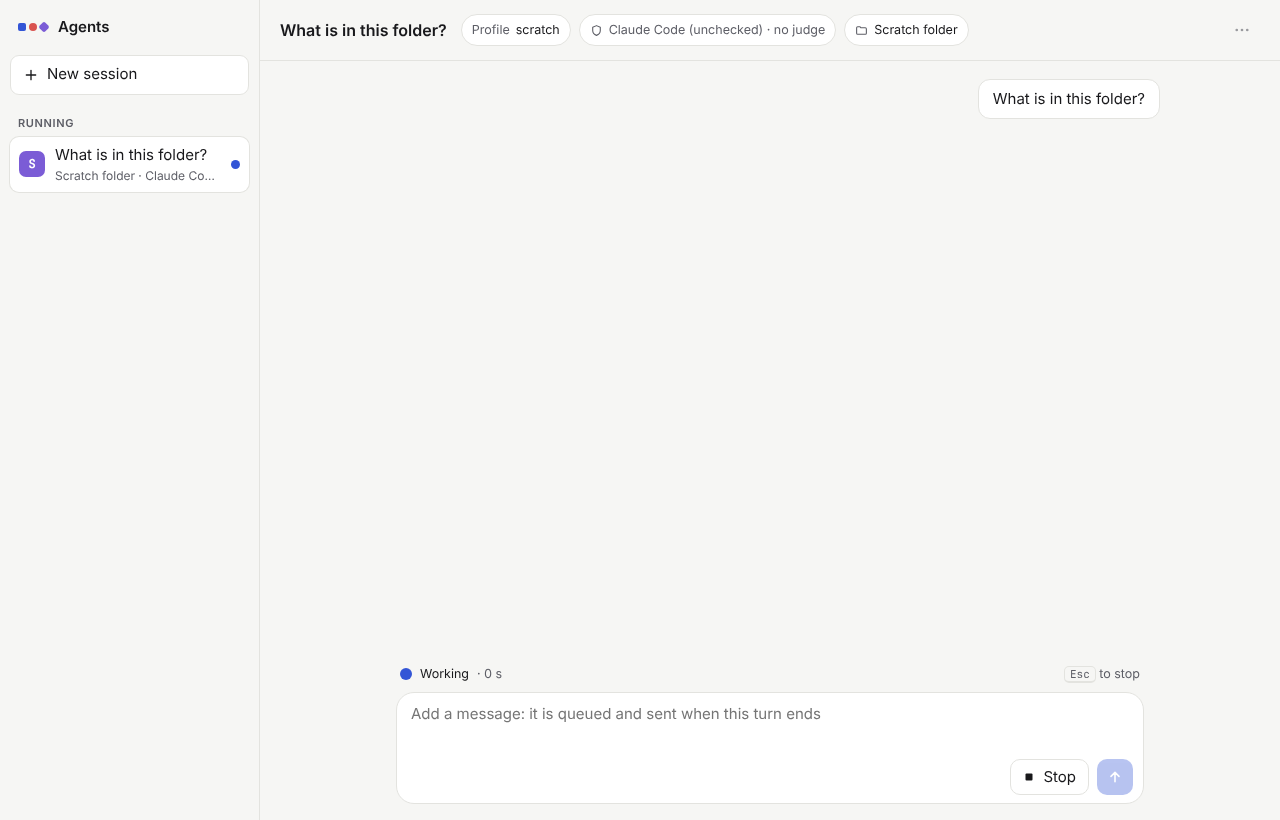 Agents
New session
RUNNING
S
What is in this folder?
Scratch folder · Claude Co...
What is in this folder?
Profile scratch
Claude Code (unchecked) · no judge
Scratch folder
What is in this folder?
Working · 0 s
Esc to stop
Add a message: it is queued and sent when this turn ends
Stop